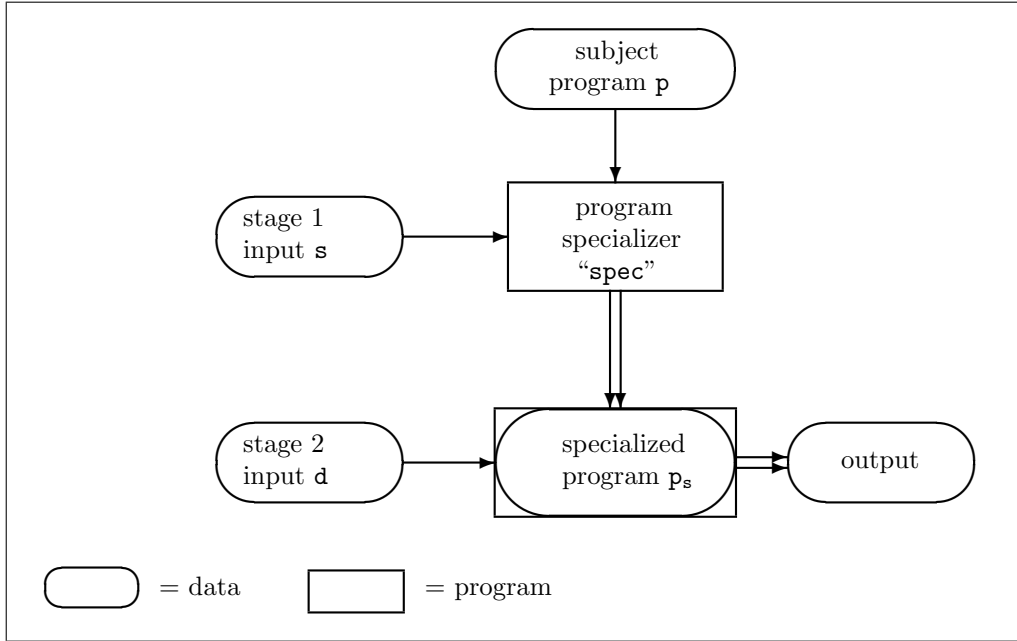 subject
program p
stage 1
input s
program
specializer
“spec”
stage 2
input d
specialized
program pₛ
output
= data
= program